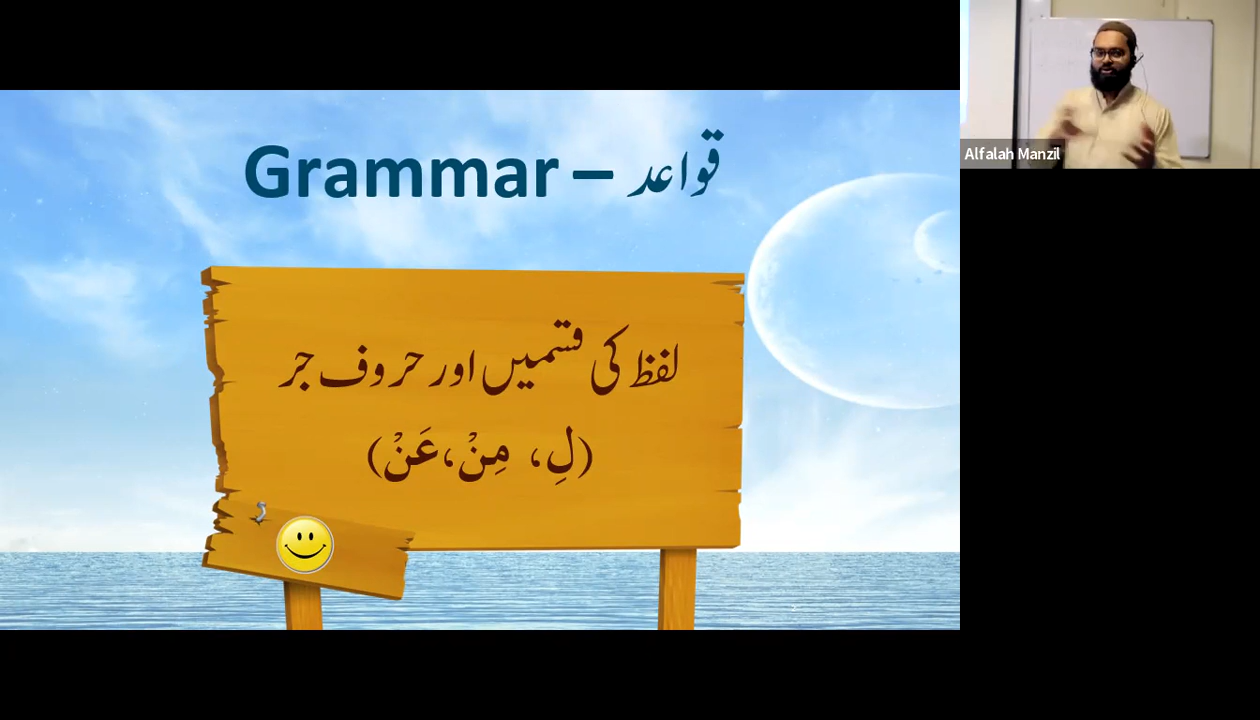 Grammar – قواعد
لفظ کی قسمیں اور حروف جر
(لِ، مِنْ، عَنْ)
Alfalah Manzil